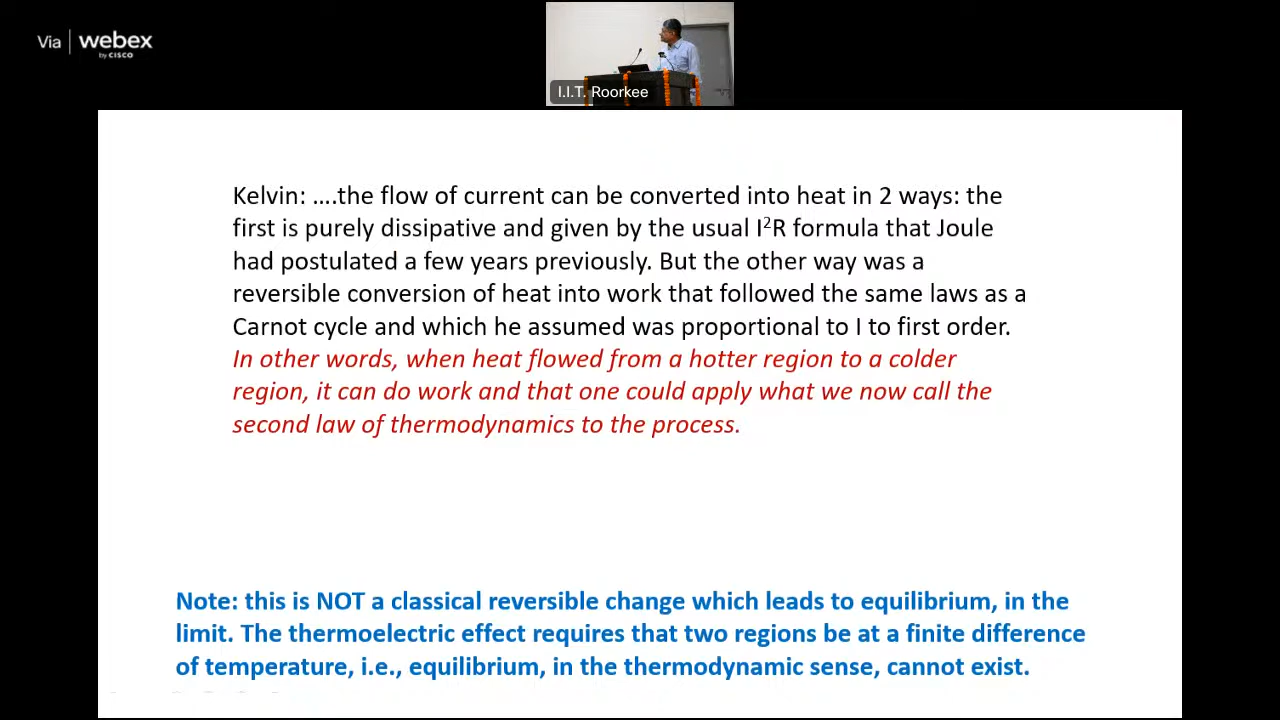 Via | webex
by CISCO
I.I.T. Roorkee
Kelvin: ....the flow of current can be converted into heat in 2 ways: the
first is purely dissipative and given by the usual I²R formula that Joule
had postulated a few years previously. But the other way was a
reversible conversion of heat into work that followed the same laws as a
Carnot cycle and which he assumed was proportional to I to first order.
In other words, when heat flowed from a hotter region to a colder
region, it can do work and that one could apply what we now call the
second law of thermodynamics to the process.
Note: this is NOT a classical reversible change which leads to equilibrium, in the
limit. The thermoelectric effect requires that two regions be at a finite difference
of temperature, i.e., equilibrium, in the thermodynamic sense, cannot exist.